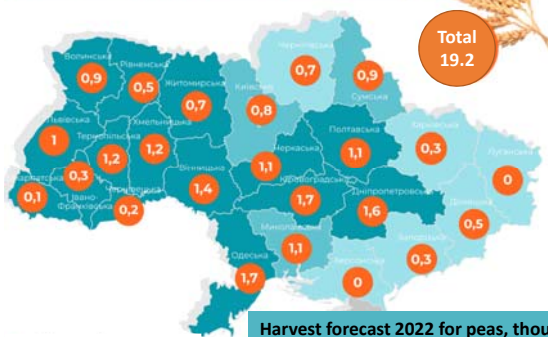 Total
19.2
Чернігівська
0,7
Волинська
0,9
Рівненська
0,5
Житомирська
0,7
Київська
0,8
0,9
Сумська
Львівська
1
Тернопільська
1,2
Хмельницька
1,2
Вінницька
1,4
Черкаська
1,1
Полтавська
1,1
Харківська
0,3
Луганська
0
0,3
Івано-
Франківська
0,1
0,2
Кіровоградська
1,7
Дніпропетровська
1,6
Донецька
0,5
Миколаївська
1,1
Запорізька
0,3
Одеська
1,7
Херсонська
0
Harvest forecast 2022 for peas, thou